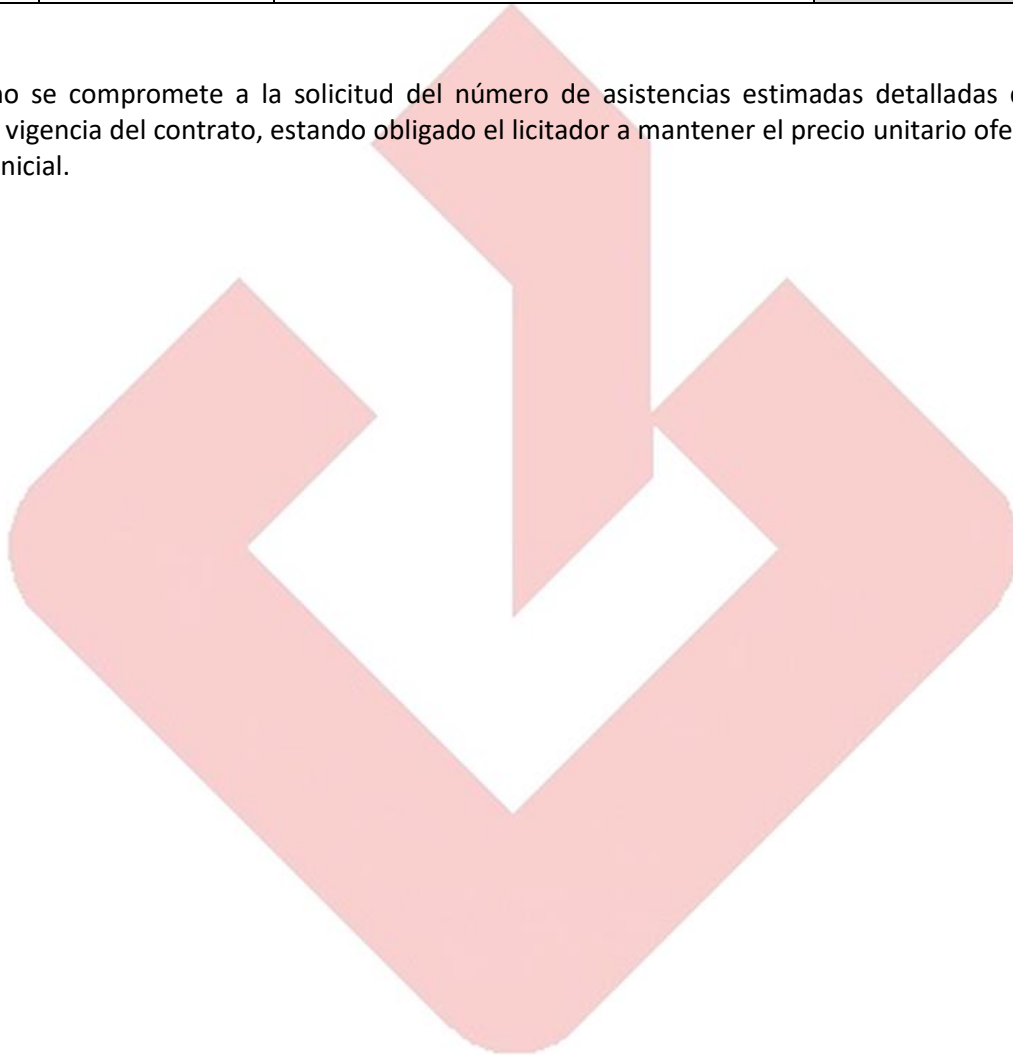 no se compromete a la solicitud del número de asistencias estimadas detalladas
vigencia del contrato, estando obligado el licitador a mantener el precio unitario ofe
nicial.